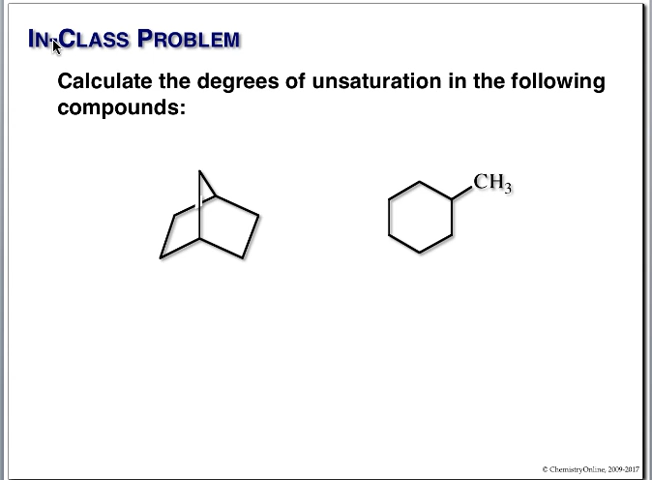 IN-CLASS PROBLEM
Calculate the degrees of unsaturation in the following
compounds:
CH₃
© ChemistryOnline, 2009-2017